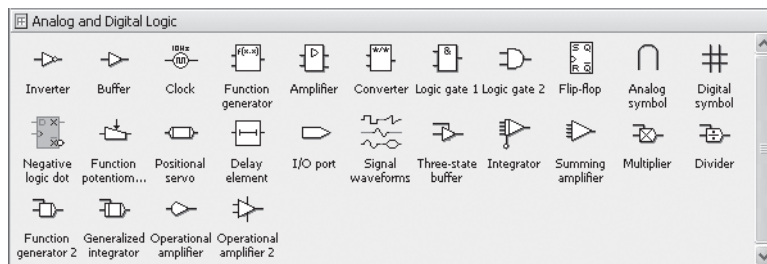 Analog and Digital Logic
10Hz
f(x.x)
*/*
&
S Q
R Q
Inverter Buffer Clock Function generator Amplifier Converter Logic gate 1 Logic gate 2 Flip-flop Analog symbol Digital symbol
Negative logic dot Function potentiom... Positional servo Delay element I/O port Signal waveforms Three-state buffer Integrator Summing amplifier Multiplier Divider
Function generator 2 Generalized integrator Operational amplifier Operational amplifier 2